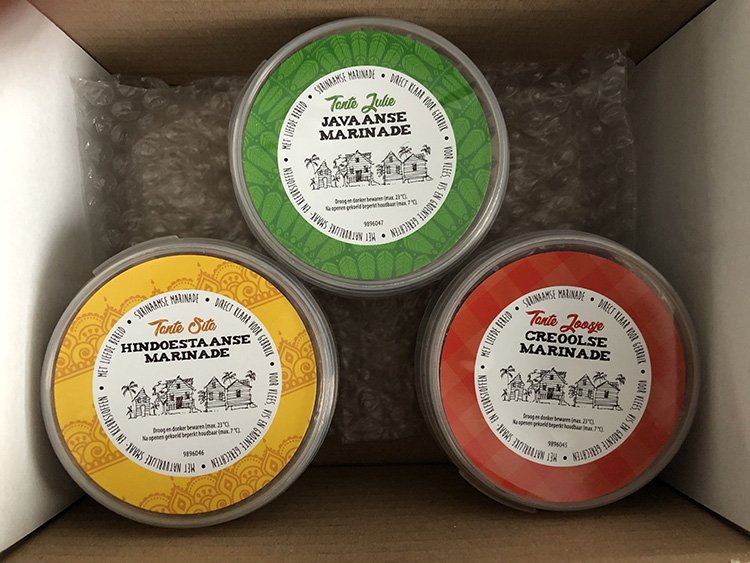 SURINAAMSE MARINADE • DIRECT KLAAR VOOR GEBRUIK • VOOR VLEES, VIS EN GROENTE GERECHTEN • MET NATUURLIJKE SMAAK- EN KLEURSTOFFEN • MET LIEFDE BEREID •
Tante Julie
JAVAANSE
MARINADE
Droog en donker bewaren (max. 23 °C).
Na openen gekoeld beperkt houdbaar (max. 7 °C).
9896047
SURINAAMSE MARINADE • DIRECT KLAAR VOOR GEBRUIK • VOOR VLEES, VIS EN GROENTE GERECHTEN • MET NATUURLIJKE SMAAK- EN KLEURSTOFFEN • MET LIEFDE BEREID •
Tante Sita
HINDOESTAANSE
MARINADE
Droog en donker bewaren (max. 23 °C).
Na openen gekoeld beperkt houdbaar (max. 7 °C).
9896046
SURINAAMSE MARINADE • DIRECT KLAAR VOOR GEBRUIK • VOOR VLEES, VIS EN GROENTE GERECHTEN • MET NATUURLIJKE SMAAK- EN KLEURSTOFFEN • MET LIEFDE BEREID •
Tante Joosje
CREOOLSE
MARINADE
Droog en donker bewaren (max. 23 °C).
Na openen gekoeld beperkt houdbaar (max. 7 °C).
9896045